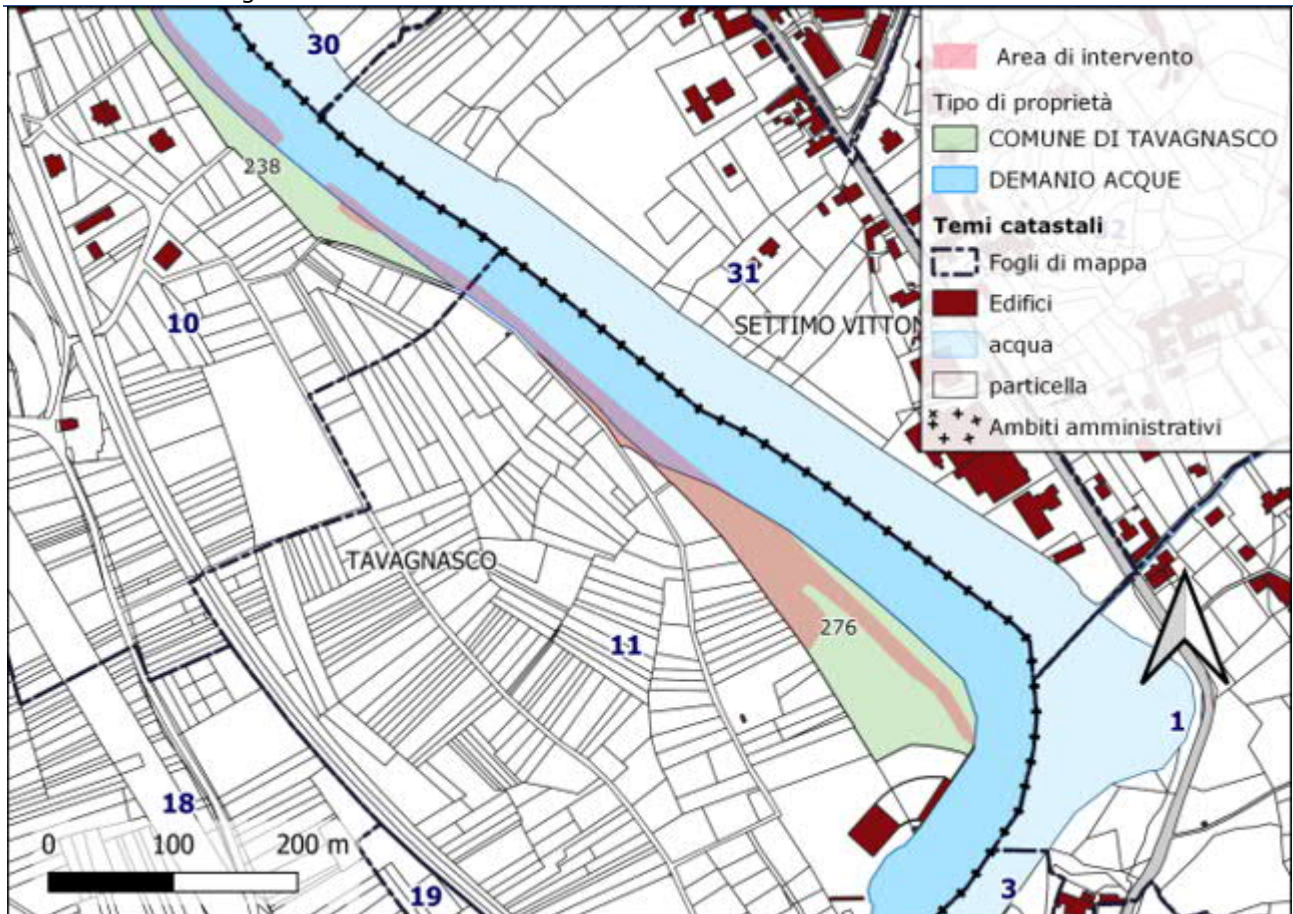 30
Area di intervento
Tipo di proprietà
COMUNE DI TAVAGNASCO
DEMANIO ACQUE
Temi catastali
Fogli di mappa
Edifici
acqua
particella
Ambiti amministrativi
238
31
10
SETTIMO VITTON
TAVAGNASCO
11
276
1
18
0 100 200 m
19
3